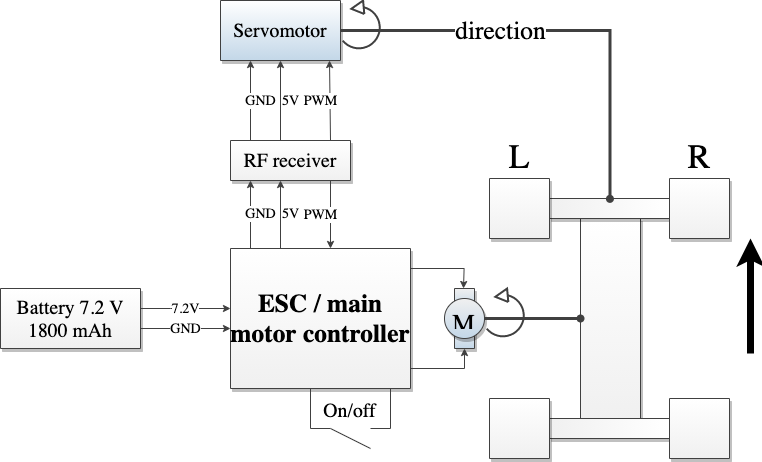 Servomotor
direction
GND 5V PWM
RF receiver
L R
GND 5V PWM
Battery 7.2 V
1800 mAh
7.2V
GND
ESC / main
motor controller
M
On/off